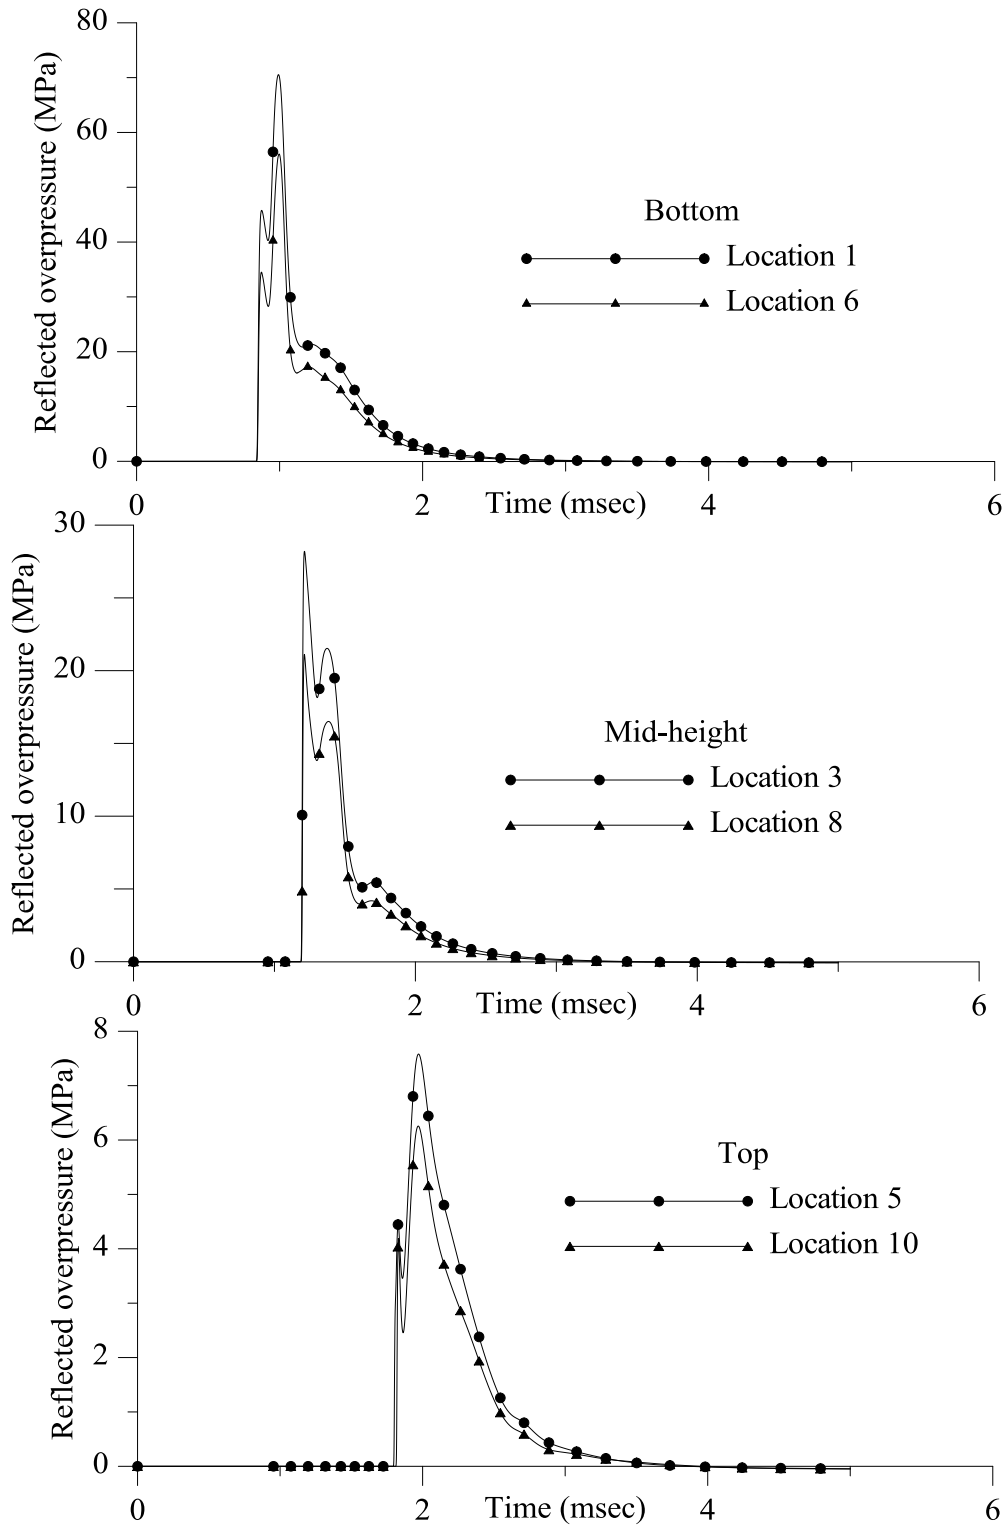 80
60
40
20
0
Reflected overpressure (MPa)
Bottom
Location 1
Location 6
0 2 4 6
Time (msec)
30
20
10
0
Reflected overpressure (MPa)
Mid-height
Location 3
Location 8
0 2 4 6
Time (msec)
8
6
4
2
0
Reflected overpressure (MPa)
Top
Location 5
Location 10
0 2 4 6
Time (msec)